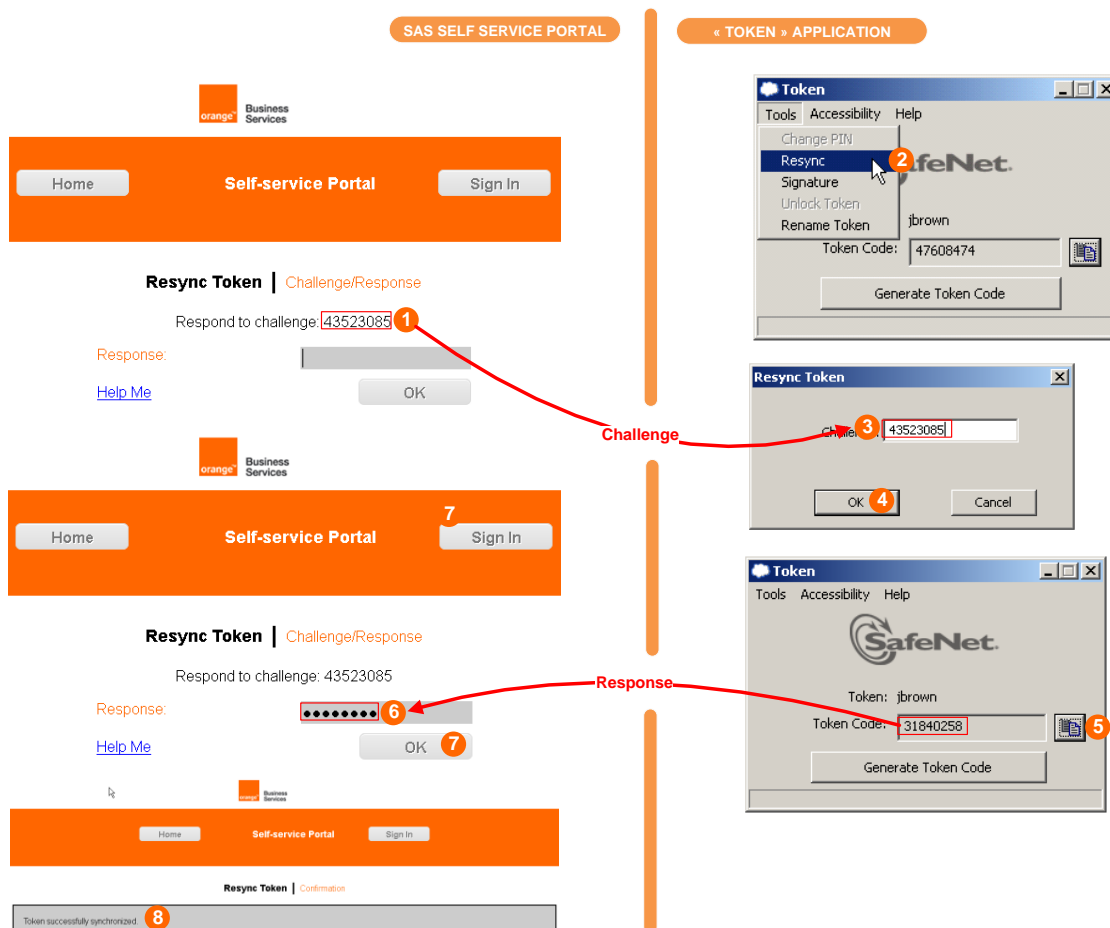 SAS SELF SERVICE PORTAL
« TOKEN » APPLICATION
orange™
Business
Services
Home
Self-service Portal
Sign In
Resync Token | Challenge/Response
Respond to challenge: 43523085
1
Response:
Help Me
OK
Token
Tools Accessibility Help
Change PIN
Resync
2
Signature
Unlock Token
Rename Token
afeNet.
jbrown
Token Code: 47608474
Generate Token Code
Challenge
Resync Token
3
43523085
OK
4
Cancel
orange™
Business
Services
Home
Self-service Portal
7
Sign In
Resync Token | Challenge/Response
Respond to challenge: 43523085
Response: ●●●●●●●●
6
Help Me
OK
7
Response
Token
Tools Accessibility Help
SafeNet.
Token: jbrown
Token Code: 31840258
5
Generate Token Code
orange™
Business
Services
Home
Self-service Portal
Sign In
Resync Token | Confirmation
Token successfully synchronized.
8